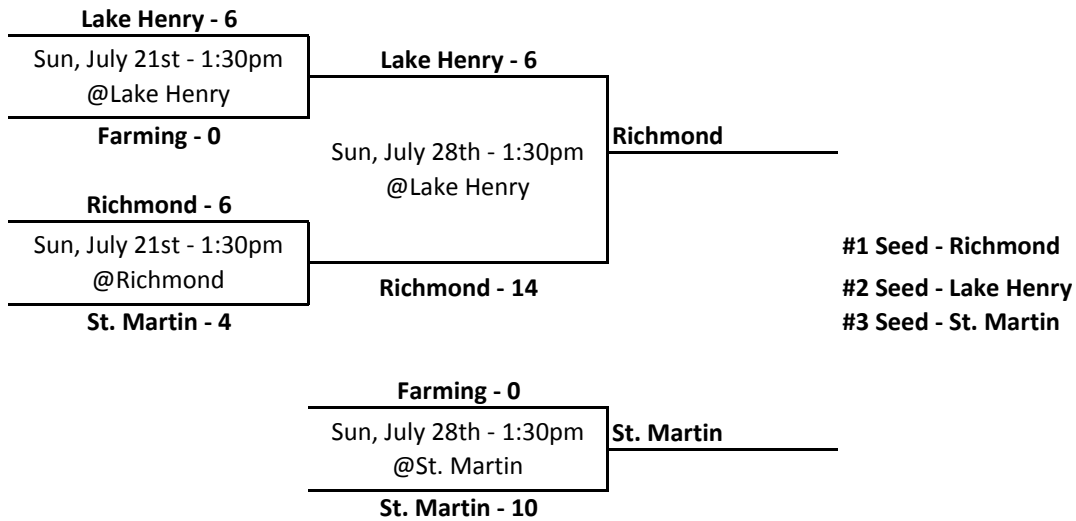 Lake Henry - 6
Sun, July 21st - 1:30pm
@Lake Henry
Farming - 0
Lake Henry - 6
Richmond - 6
Sun, July 21st - 1:30pm
@Richmond
St. Martin - 4
Sun, July 28th - 1:30pm
@Lake Henry
Richmond - 14
Richmond
#1 Seed - Richmond
#2 Seed - Lake Henry
#3 Seed - St. Martin
Farming - 0
Sun, July 28th - 1:30pm
@St. Martin
St. Martin - 10
St. Martin